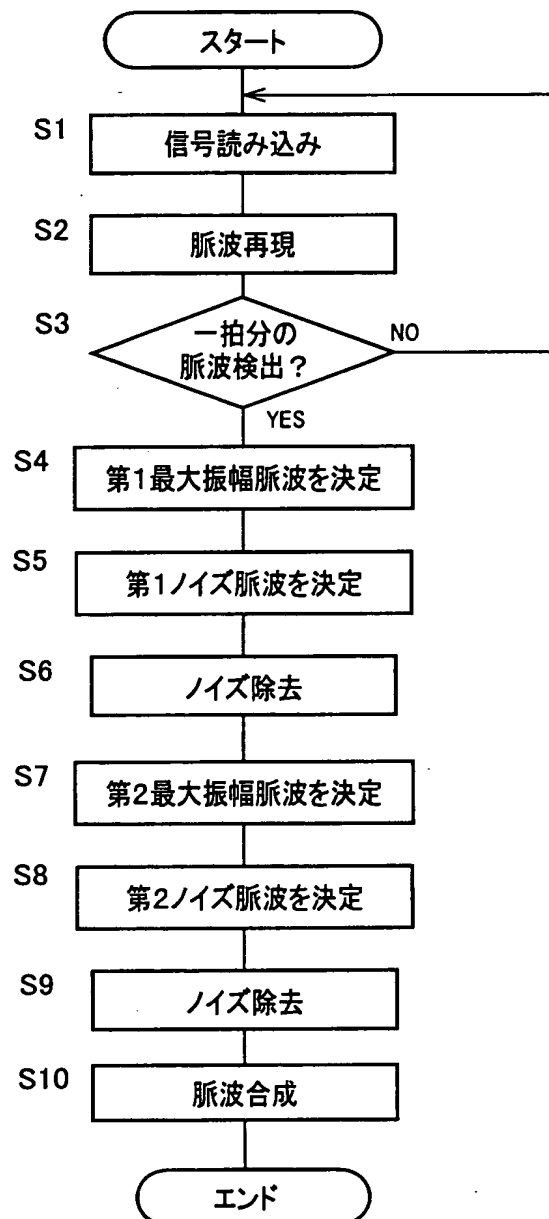 スタート
S1
信号読み込み
S2
脈波再現
S3
一拍分の
脈波検出？
NO
YES
S4
第1最大振幅脈波を決定
S5
第1ノイズ脈波を決定
S6
ノイズ除去
S7
第2最大振幅脈波を決定
S8
第2ノイズ脈波を決定
S9
ノイズ除去
S10
脈波合成
エンド